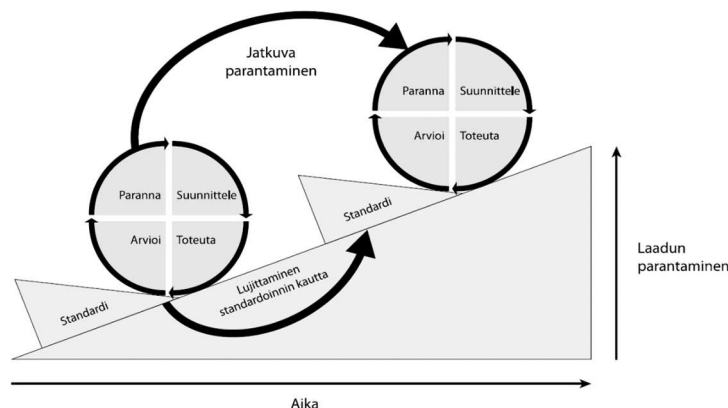 Jatkuva
parantaminen
Paranna
Suunnittele
Arvioi
Toteuta
Paranna
Suunnittele
Arvioi
Toteuta
Standardi
Standardi
Lujittaminen
standardoinnin kautta
Laadun
parantaminen
Aika